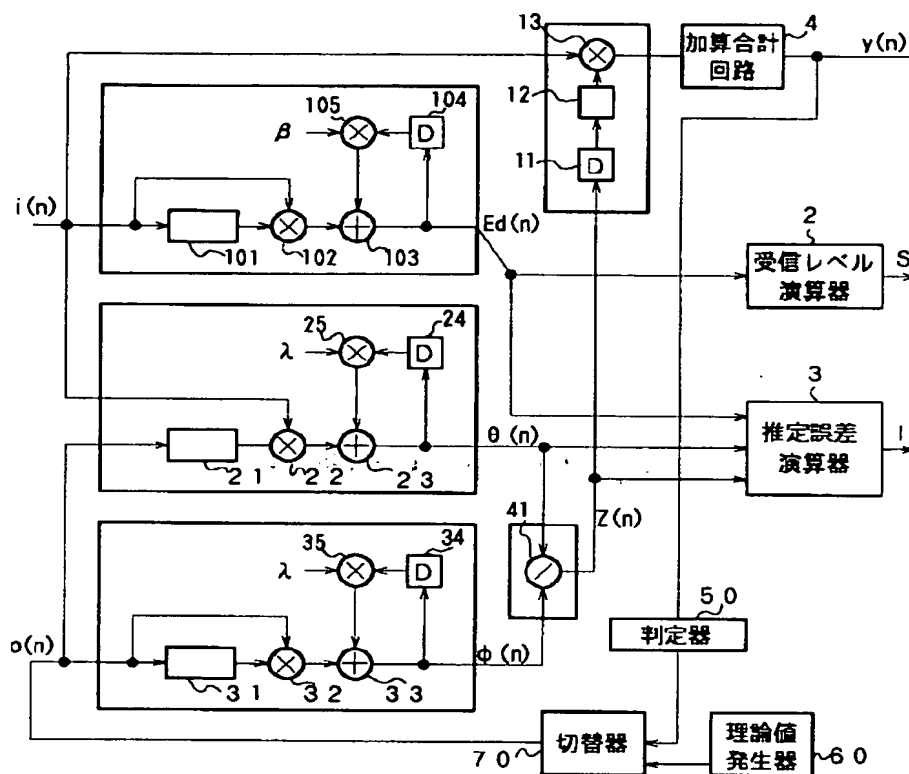 13
4
加算合計
回路
y(n)
12
11
D
105
104
β
D
i(n)
101
102
103
Ed(n)
2
受信レベル
演算器
S
25
24
λ
D
θ(n)
21
22
23
3
推定誤差
演算器
I
Z(n)
41
35
34
λ
D
φ(n)
o(n)
31
32
33
50
判定器
70
切替器
理論値
発生器
60